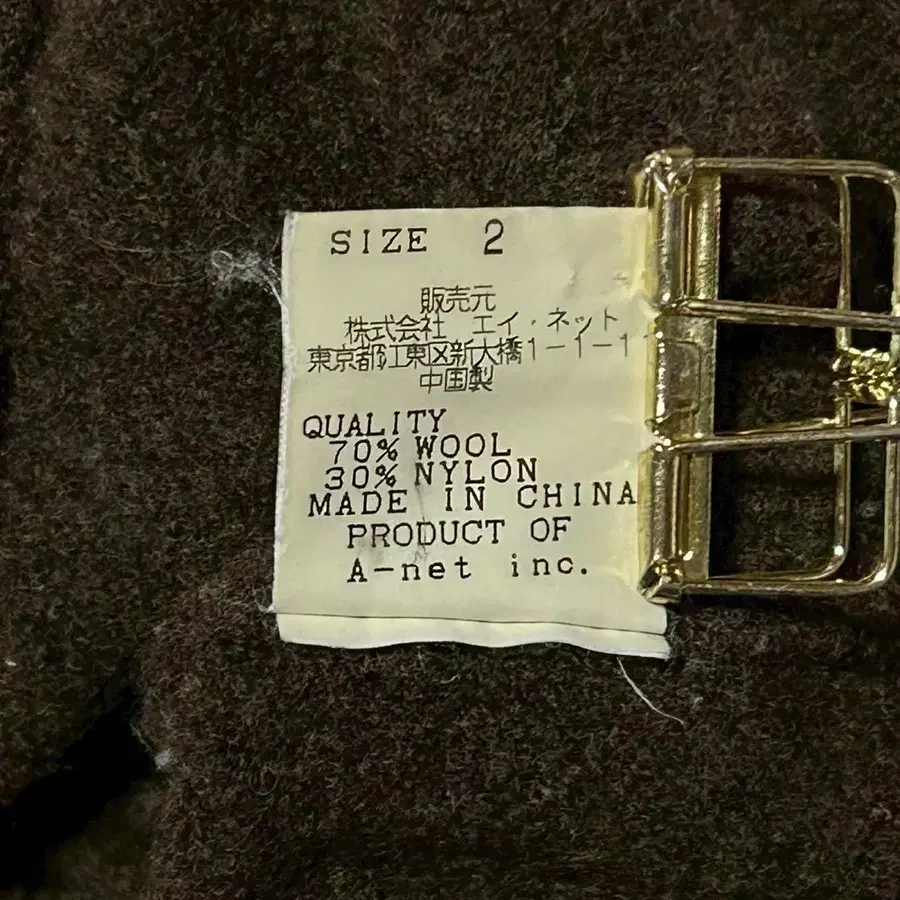 SIZE 2
販売元
株式会社 エイ・ネット
東京都江東区新大橋1-1-1
中国製
QUALITY
70% WOOL
30% NYLON
MADE IN CHINA
PRODUCT OF
A-net inc.